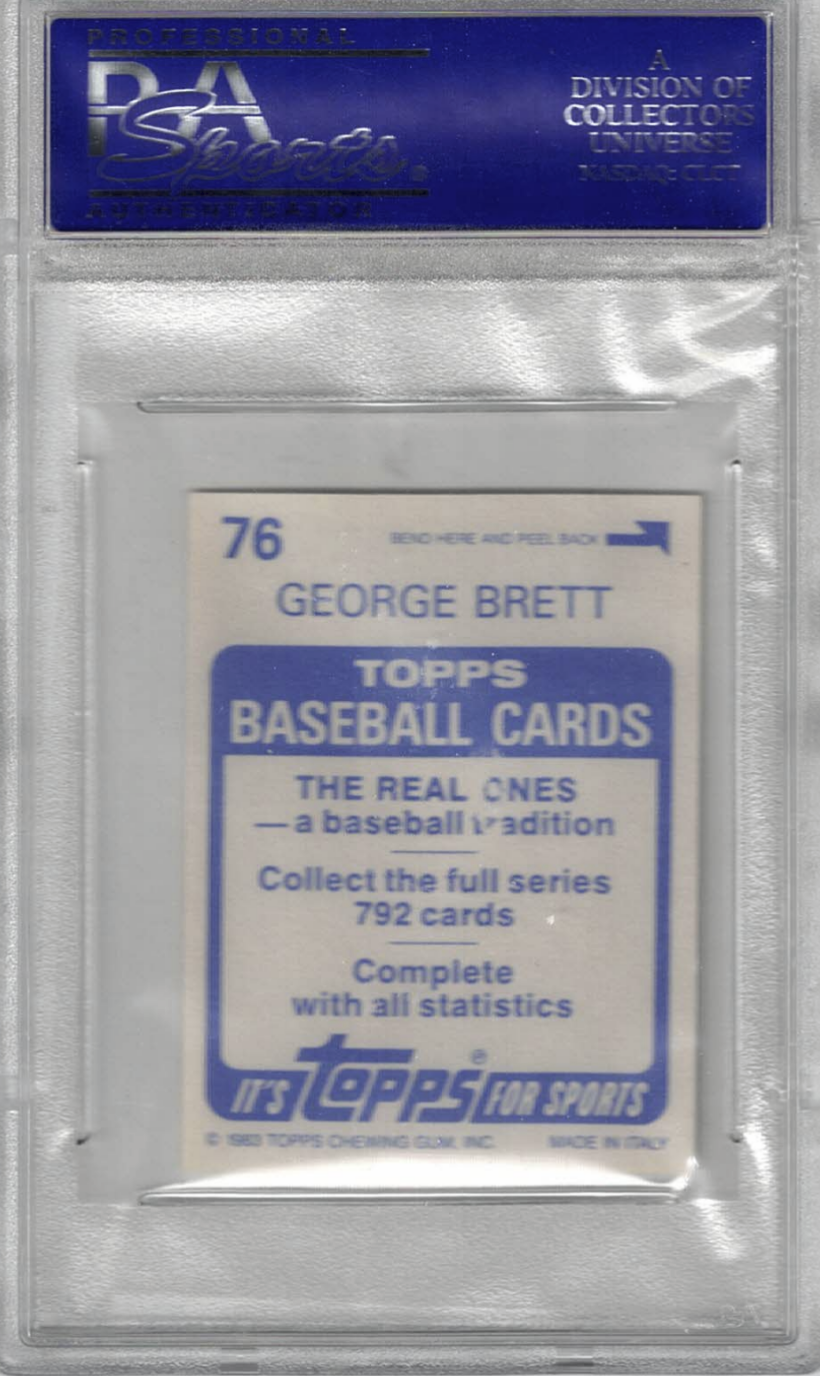 PROFESSIONAL
PSA
Sports®
AUTHENTICATOR
A
DIVISION OF
COLLECTORS
UNIVERSE
NASDAQ: CLCT
76
BEND HERE AND PEEL BACK
GEORGE BRETT
TOPPS
BASEBALL CARDS
THE REAL ONES
—a baseball tradition
Collect the full series
792 cards
Complete
with all statistics
IT'S topps® FOR SPORTS
© 1983 TOPPS CHEWING GUM, INC. MADE IN ITALY